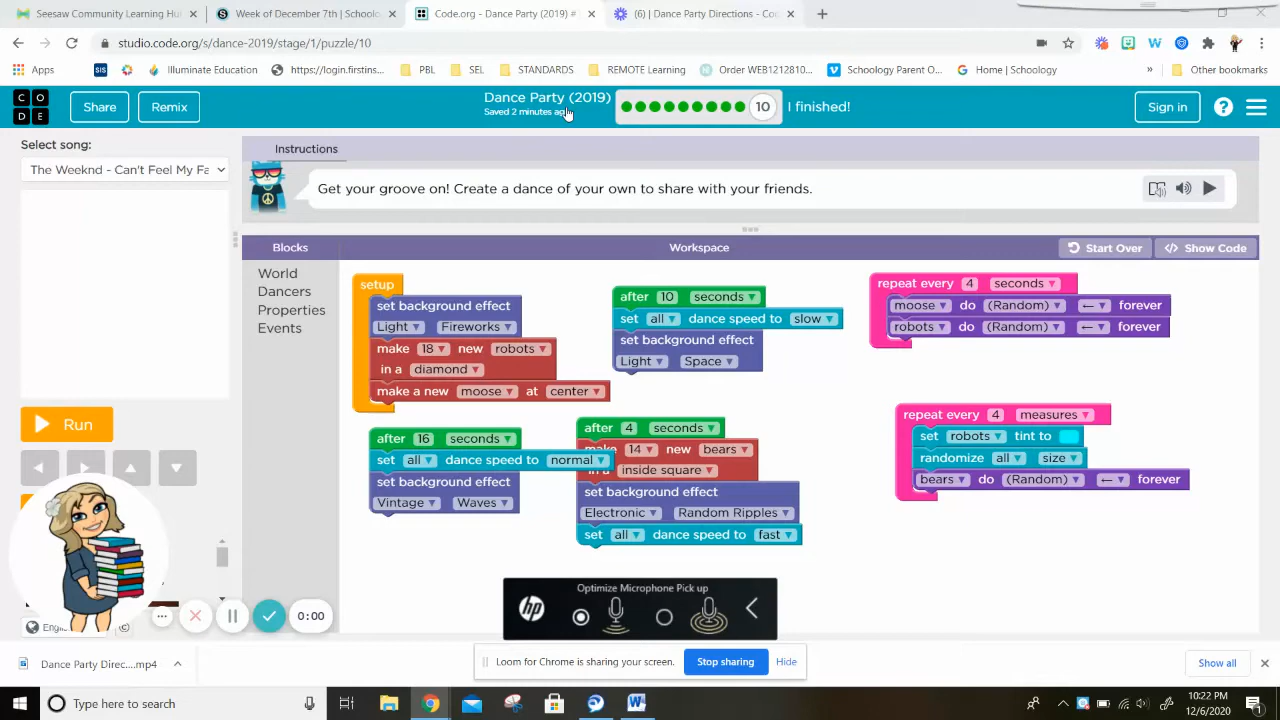 Seesaw Community Learning Hu
Week of December 7th | Schoolo
Code.org - Dance Party (2019) #
(6) | Dance Party Directions - Co
studio.code.org/s/dance-2019/stage/1/puzzle/10
Apps
SIS
Illuminate Education
https://login.firstins...
PBL
SEL
STANDARDS
REMOTE Learning
Order WEB1212810...
Schoology Parent O...
Home | Schoology
»
Other bookmarks
C O
D E
Share
Remix
Dance Party (2019)
Saved 2 minutes ag
10
I finished!
Sign in
?
Select song:
The Weeknd - Can't Feel My Fa
Instructions
Get your groove on! Create a dance of your own to share with your friends.
Blocks
Workspace
Start Over
</> Show Code
World
Dancers
Properties
Events
setup
set background effect
Light Fireworks
make 18 new robots
in a diamond
make a new moose at center
after 10 seconds
set all dance speed to slow
set background effect
Light Space
repeat every 4 seconds
moose do (Random) ← forever
robots do (Random) ← forever
after 16 seconds
set all dance speed to normal
set background effect
Vintage Waves
after 4 seconds
make 14 new bears
inside square
set background effect
Electronic Random Ripples
set all dance speed to fast
repeat every 4 measures
set robots tint to
randomize all size
bears do (Random) ← forever
Run
0:00
Engli
Optimize Microphone Pick up
hp
Loom for Chrome is sharing your screen.
Stop sharing
Hide
Dance Party Direc....mp4
Show all
Type here to search
10:22 PM
12/6/2020
1